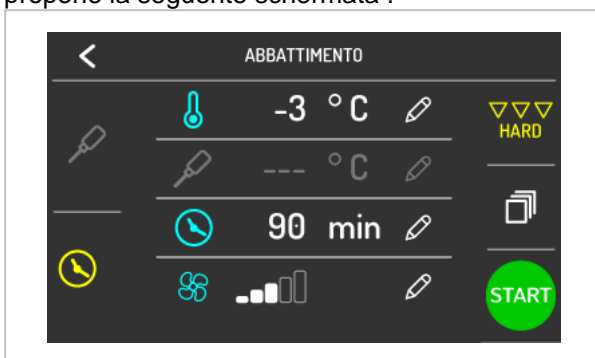 propone la seguente schermata :
ABBATTIMENTO
-3 °C
HARD
--- °C
90 min
START